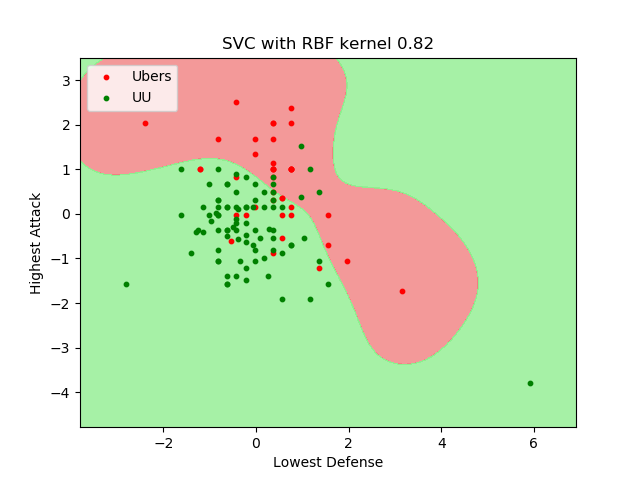 SVC with RBF kernel 0.82
Ubers
UU
3
2
1
0
−1
−2
−3
−4
Highest Attack
−2 0 2 4 6
Lowest Defense